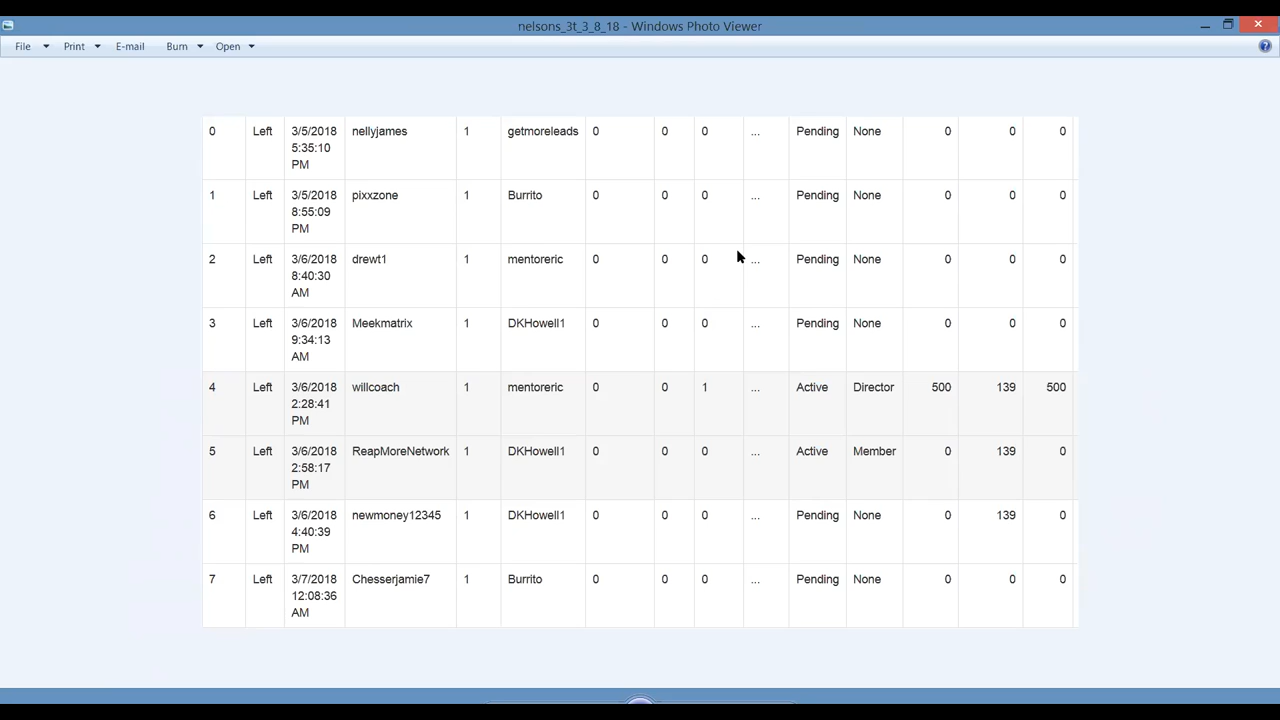 nelsons_3t_3_8_18 - Windows Photo Viewer
File Print E-mail Burn Open
0 Left 3/5/2018 nellyjames 1 getmoreleads 0 0 0 ... Pending None 0 0 0
5:35:10
PM
1 Left 3/5/2018 pixxzone 1 Burrito 0 0 0 ... Pending None 0 0 0
8:55:09
PM
2 Left 3/6/2018 drewt1 1 mentoreric 0 0 0 ... Pending None 0 0 0
8:40:30
AM
3 Left 3/6/2018 Meekmatrix 1 DKHowell1 0 0 0 ... Pending None 0 0 0
9:34:13
AM
4 Left 3/6/2018 willcoach 1 mentoreric 0 0 1 ... Active Director 500 139 500
2:28:41
PM
5 Left 3/6/2018 ReapMoreNetwork 1 DKHowell1 0 0 0 ... Active Member 0 139 0
2:58:17
PM
6 Left 3/6/2018 newmoney12345 1 DKHowell1 0 0 0 ... Pending None 0 139 0
4:40:39
PM
7 Left 3/7/2018 Chesserjamie7 1 Burrito 0 0 0 ... Pending None 0 0 0
12:08:36
AM